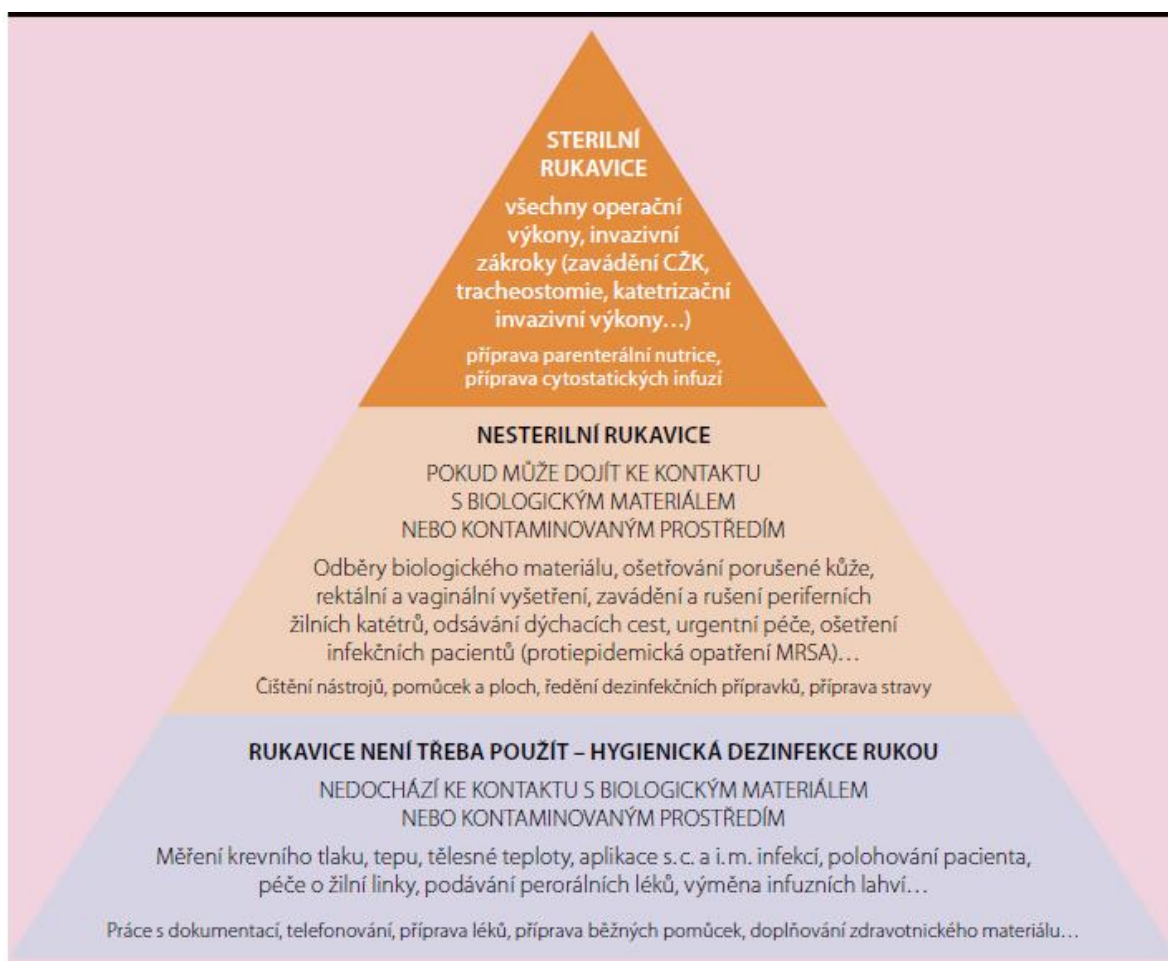 STERILNÍ
RUKAVICE
všechny operační
výkony, invazivní
zákroky (zavádění CŽK,
tracheostomie, katetrizační
invazivní výkony…)
příprava parenterální nutrice,
příprava cytostatických infuzí
NESTERILNÍ RUKAVICE
POKUD MŮŽE DOJÍT KE KONTAKTU
S BIOLOGICKÝM MATERIÁLEM
NEBO KONTAMINOVANÝM PROSTŘEDÍM
Odběry biologického materiálu, ošetřování porušené kůže,
rektální a vaginální vyšetření, zavádění a rušení periferních
žilních katétrů, odsávání dýchacích cest, urgentní péče, ošetření
infekčních pacientů (protiepidemická opatření MRSA)…
Čištění nástrojů, pomůcek a ploch, ředění dezinfekčních přípravků, příprava stravy
RUKAVICE NENÍ TŘEBA POUŽÍT – HYGIENICKÁ DEZINFEKCE RUKOU
NEDOCHÁZÍ KE KONTAKTU S BIOLOGICKÝM MATERIÁLEM
NEBO KONTAMINOVANÝM PROSTŘEDÍM
Měření krevního tlaku, tepu, tělesné teploty, aplikace s. c. a i. m. infekcí, polohování pacienta,
péče o žilní linky, podávání perorálních léků, výměna infuzních lahví…
Práce s dokumentací, telefonování, příprava léků, příprava běžných pomůcek, doplňování zdravotnického materiálu…